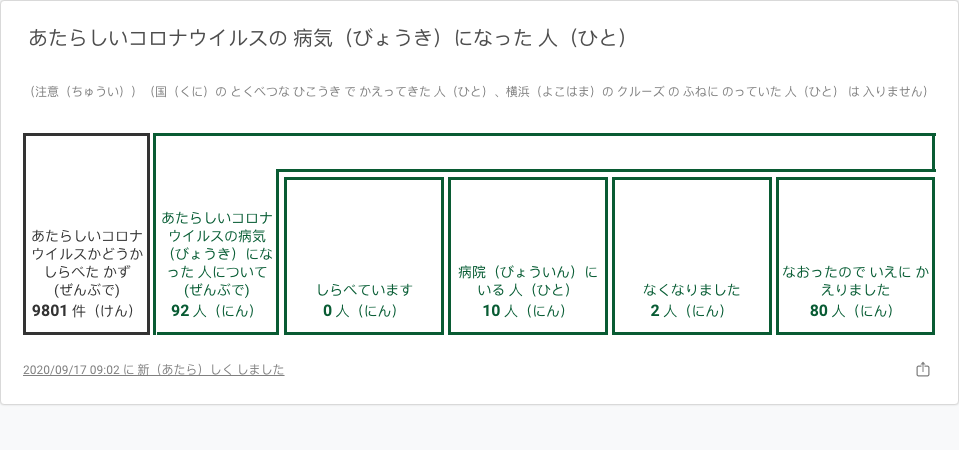 あたらしいコロナウイルスの 病気（びょうき）になった 人（ひと）
（注意（ちゅうい））（国（くに）の とくべつな ひこうき で かえってきた 人（ひと）、横浜（よこはま）の クルーズ の ふねに のっていた 人（ひと） は 入りません）
あたらしいコロナ
ウイルスかどうか
しらべた かず
(ぜんぶで)
9801 件（けん）
あたらしいコロナ
ウイルスの病気
（びょうき）にな
った 人について
(ぜんぶで)
92 人（にん）
しらべています
0 人（にん）
病院（びょういん）に
いる 人（ひと）
10 人（にん）
なくなりました
2 人（にん）
なおったので いえに か
えりました
80 人（にん）
2020/09/17 09:02 に 新（あたら）しく しました